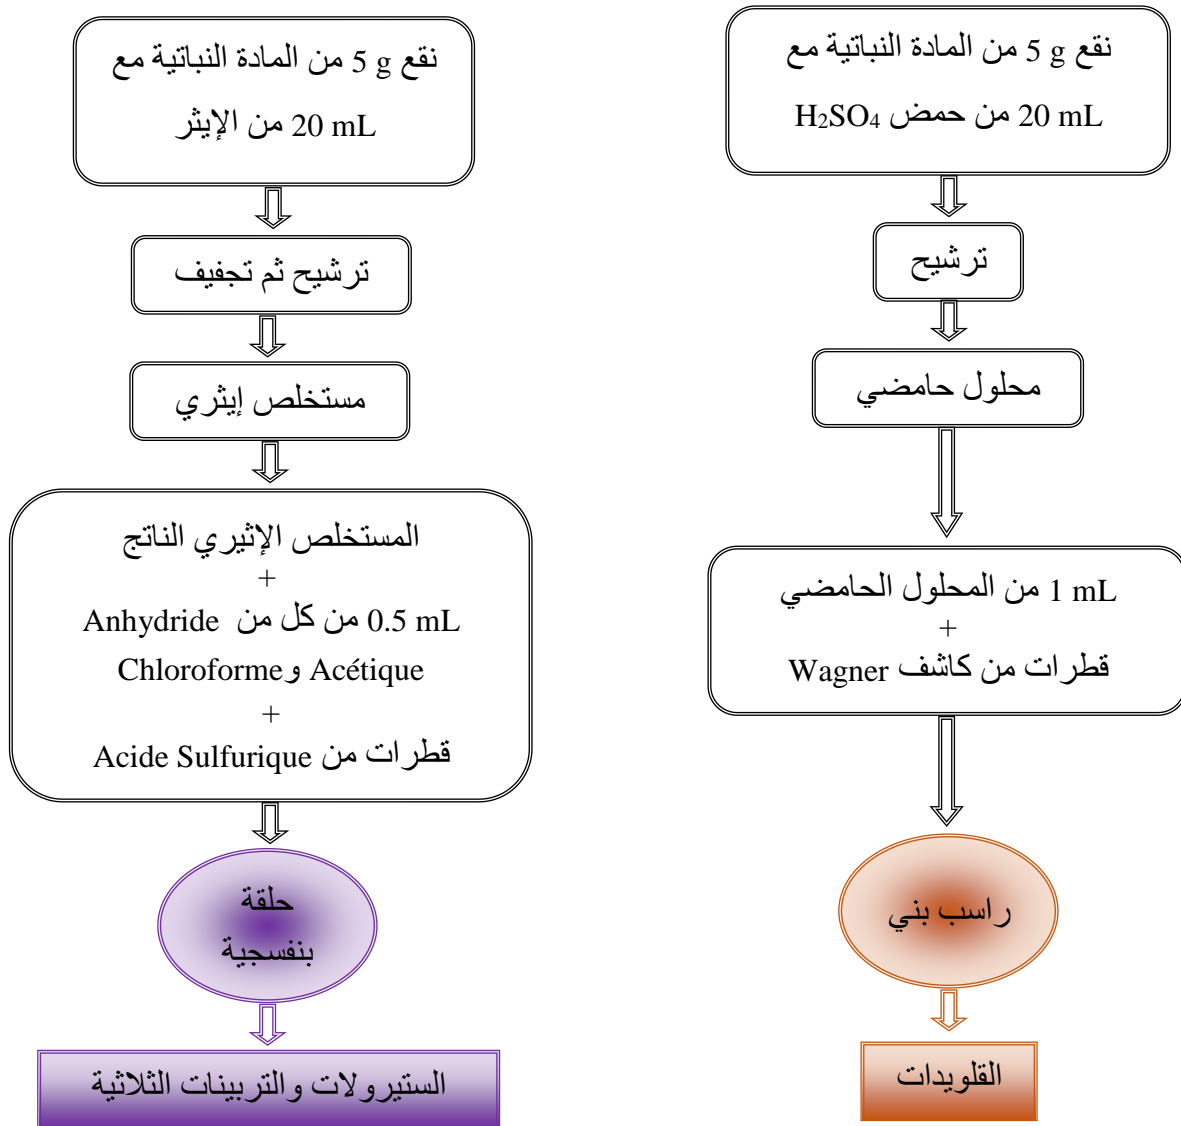 نقع 5 g من المادة النباتية مع
20 mL من حمض H₂SO₄
ترشيح
محلول حامضي
1 mL من المحلول الحامضي
+
قطرات من كاشف Wagner
راسب بني
القلويدات
نقع 5 g من المادة النباتية مع
20 mL من الإيثر
ترشيح ثم تجفيف
مستخلص إيثري
المستخلص الإثيري الناتج
+
0.5 mL من كل من Anhydride
Acétique وChloroforme
+
قطرات من Acide Sulfurique
حلقة
بنفسجية
الستيرولات والتربينات الثلاثية